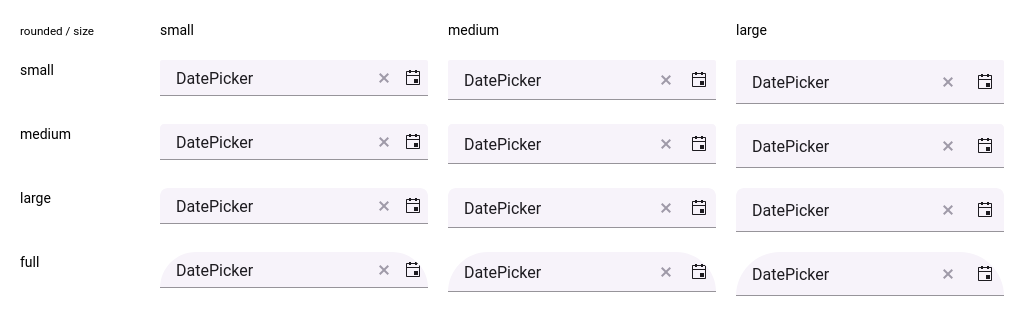 rounded / size small medium large
small DatePicker DatePicker DatePicker
medium DatePicker DatePicker DatePicker
large DatePicker DatePicker DatePicker
full DatePicker DatePicker DatePicker